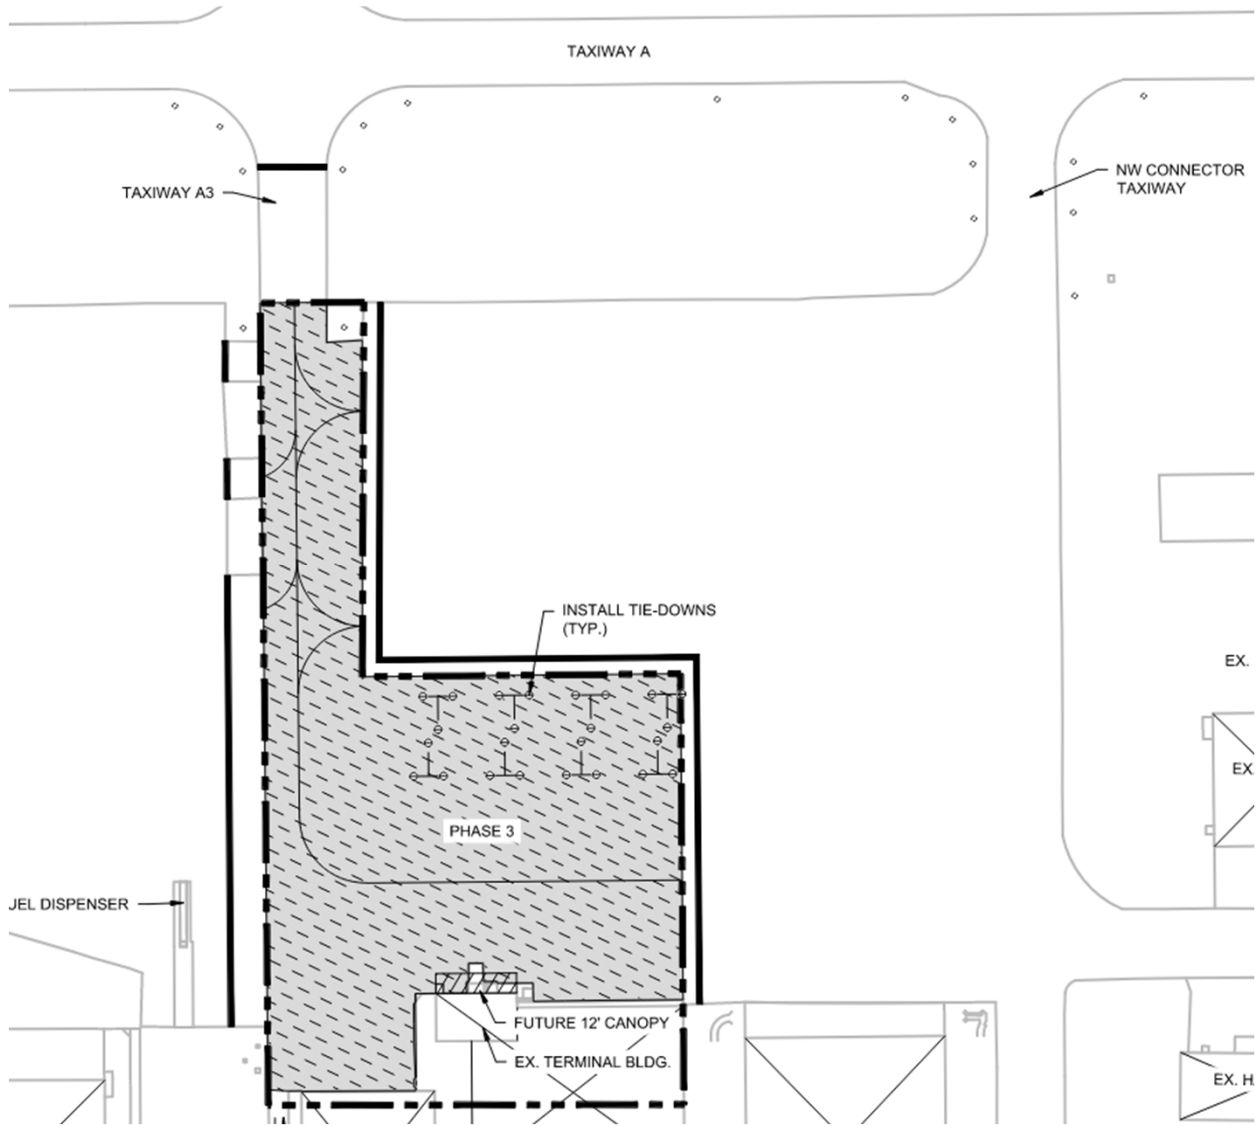 TAXIWAY A
TAXIWAY A3
NW CONNECTOR
TAXIWAY
INSTALL TIE-DOWNS
(TYP.)
EX.
EX
PHASE 3
UEL DISPENSER
FUTURE 12' CANOPY
EX. TERMINAL BLDG.
EX. H